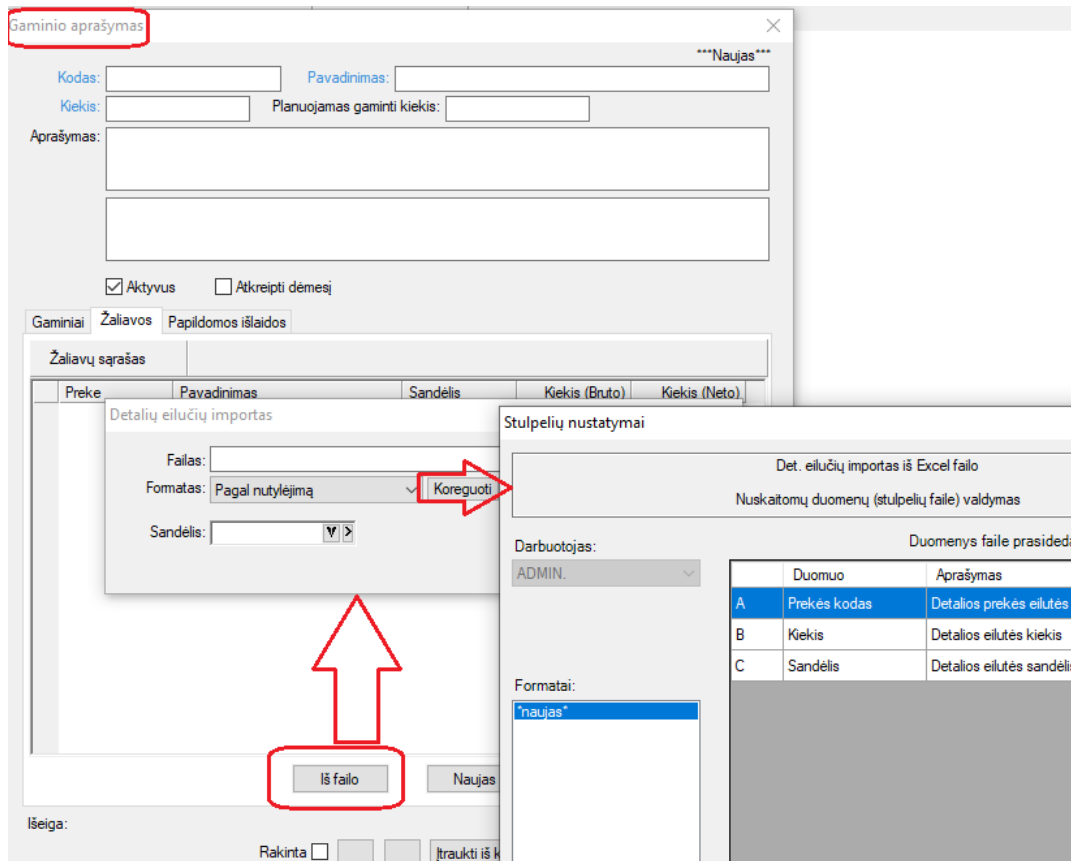 Gaminio aprašymas
***Naujas***
Kodas:
Pavadinimas:
Kiekis:
Planuojamas gaminti kiekis:
Aprašymas:
Aktyvus
Atkreipti dėmesį
Gaminiai
Žaliavos
Papildomos išlaidos
Žaliavų sąrašas
Preke
Pavadinimas
Sandėlis
Kiekis (Bruto)
Kiekis (Neto)
Detalių eilučių importas
Failas:
Formatas:
Pagal nutylėjimą
Koreguoti
Sandėlis:
Stulpelių nustatymai
Det. eilučių importas iš Excel failo
Nuskaitomų duomenų (stulpelių faile) valdymas
Darbuotojas:
Duomenys faile prasideda
ADMIN.
Duomuo
Aprašymas
A
Prekės kodas
Detalios prekės eilutės
B
Kiekis
Detalios eilutės kiekis
C
Sandėlis
Detalios eilutės sandėlis
Formatai:
*naujas*
Iš failo
Naujas
Išeiga:
Rakinta
Įtraukti iš k